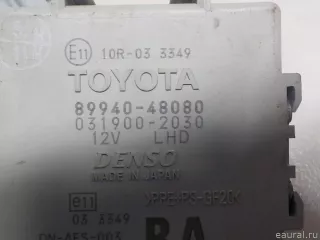 E11 10R-03 3349
TOYOTA
89940-48080
031900-2030
12V LHD
DENSO
MADE IN JAPAN
e11
03 3349
RA
eaural.ru